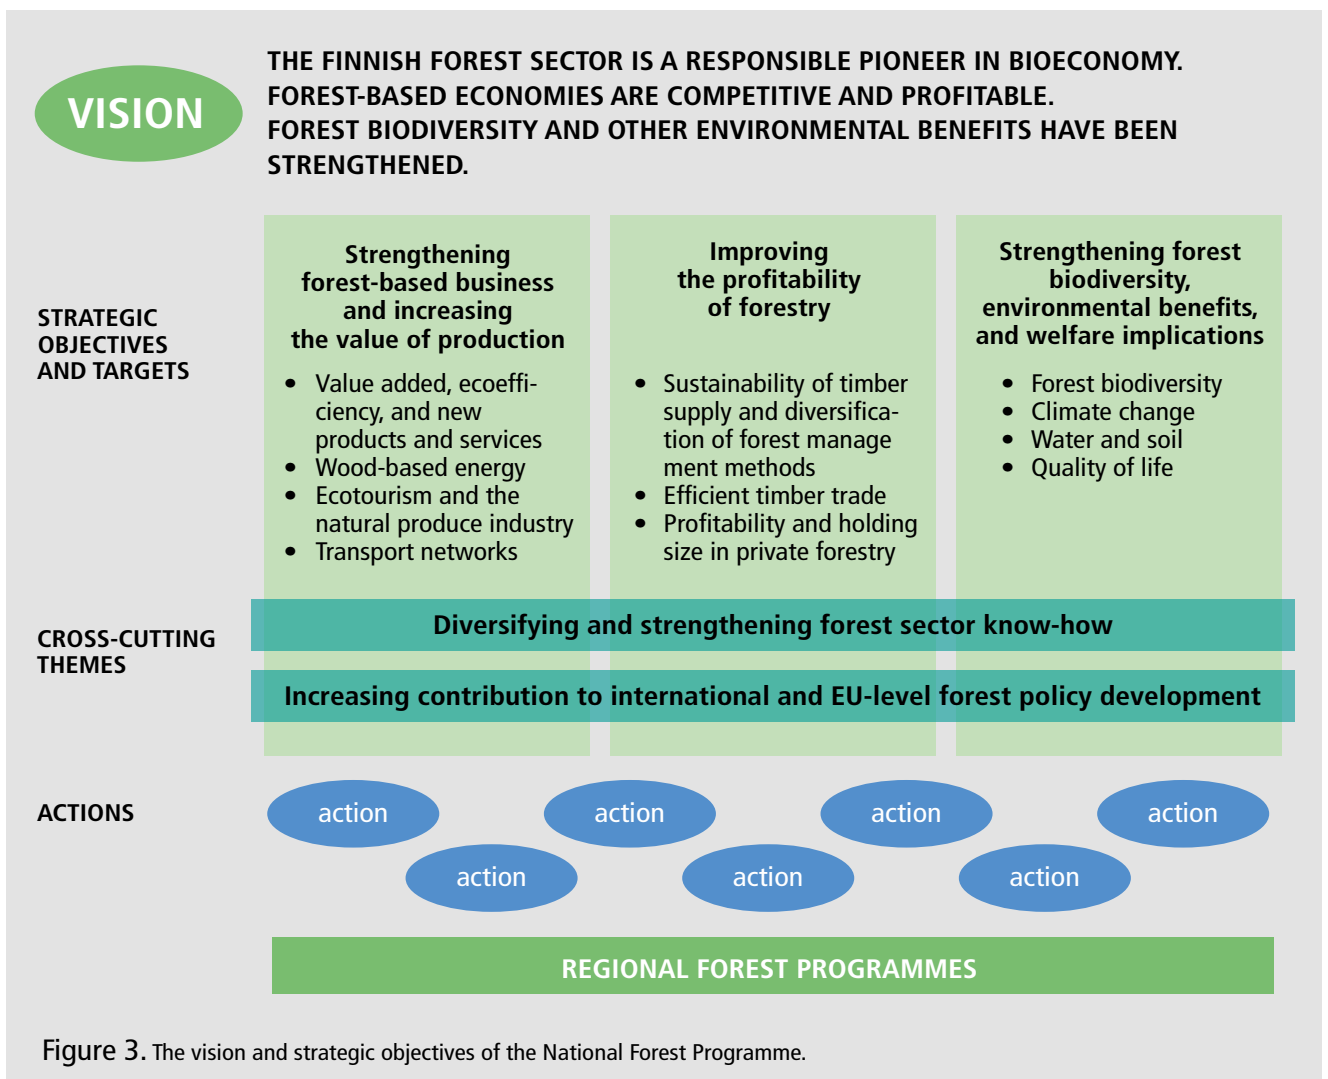 VISION
THE FINNISH FOREST SECTOR IS A RESPONSIBLE PIONEER IN BIOECONOMY.
FOREST-BASED ECONOMIES ARE COMPETITIVE AND PROFITABLE.
FOREST BIODIVERSITY AND OTHER ENVIRONMENTAL BENEFITS HAVE BEEN
STRENGTHENED.
STRATEGIC
OBJECTIVES
AND TARGETS
Strengthening
forest-based business
and increasing
the value of production
• Value added, ecoeffi-
ciency, and new
products and services
• Wood-based energy
• Ecotourism and the
natural produce industry
• Transport networks
Improving
the profitability
of forestry
• Sustainability of timber
supply and diversifica-
tion of forest manage
ment methods
• Efficient timber trade
• Profitability and holding
size in private forestry
Strengthening forest
biodiversity,
environmental benefits,
and welfare implications
• Forest biodiversity
• Climate change
• Water and soil
• Quality of life
CROSS-CUTTING
THEMES
Diversifying and strengthening forest sector know-how
Increasing contribution to international and EU-level forest policy development
ACTIONS
action
action
action
action
action
action
action
REGIONAL FOREST PROGRAMMES
Figure 3. The vision and strategic objectives of the National Forest Programme.